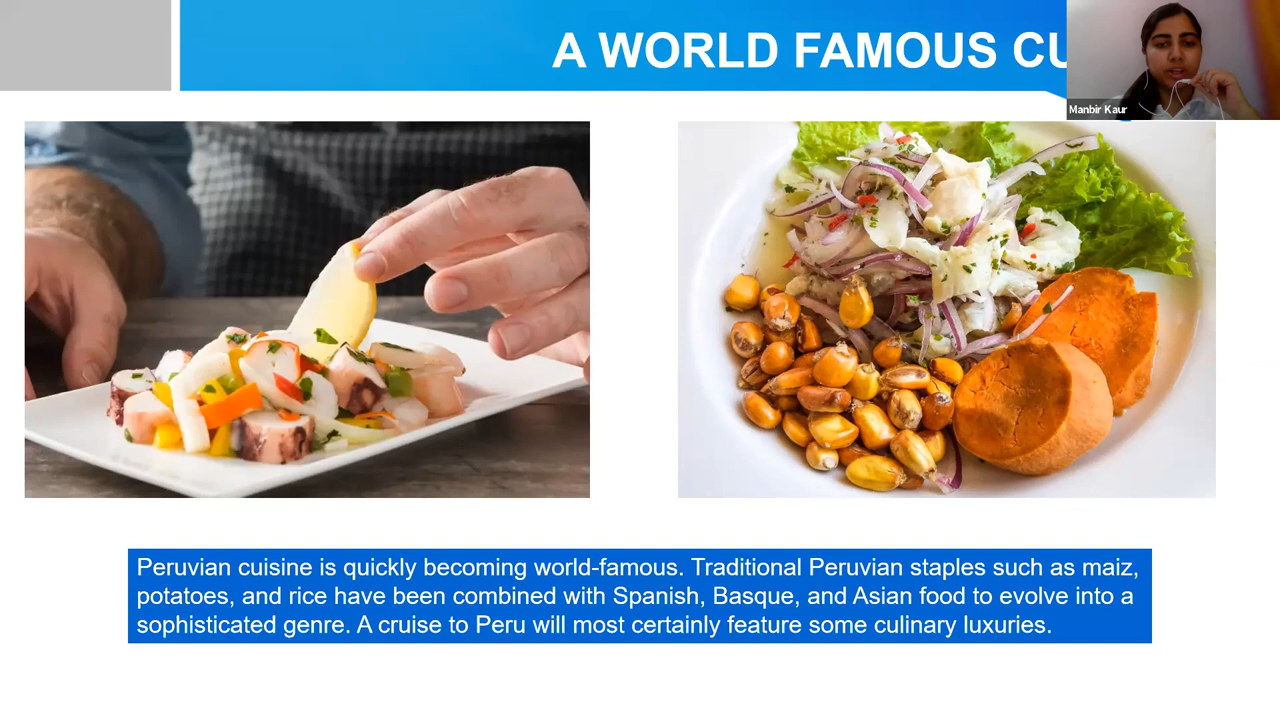 A WORLD FAMOUS CU
Manbir Kaur
Peruvian cuisine is quickly becoming world-famous. Traditional Peruvian staples such as maiz,
potatoes, and rice have been combined with Spanish, Basque, and Asian food to evolve into a
sophisticated genre. A cruise to Peru will most certainly feature some culinary luxuries.